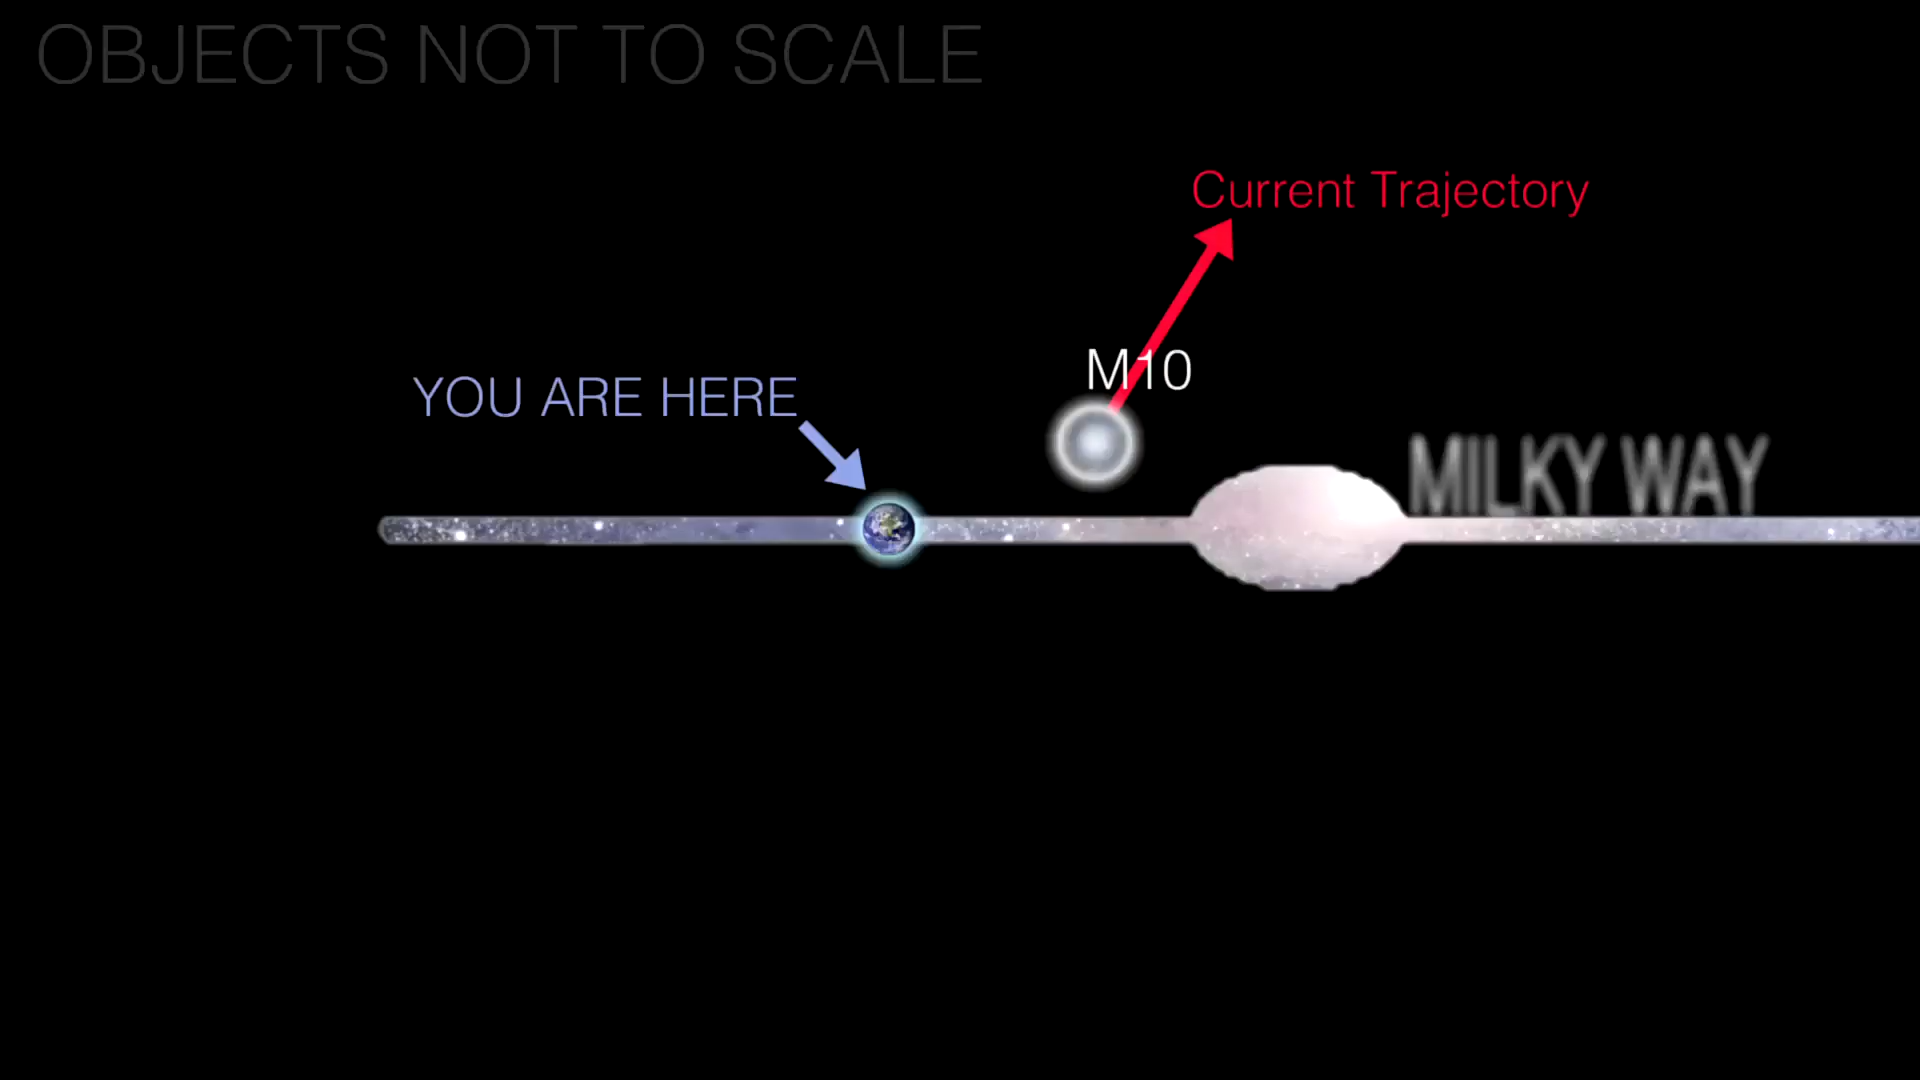 OBJECTS NOT TO SCALE
Current Trajectory
M10
YOU ARE HERE
MILKY WAY